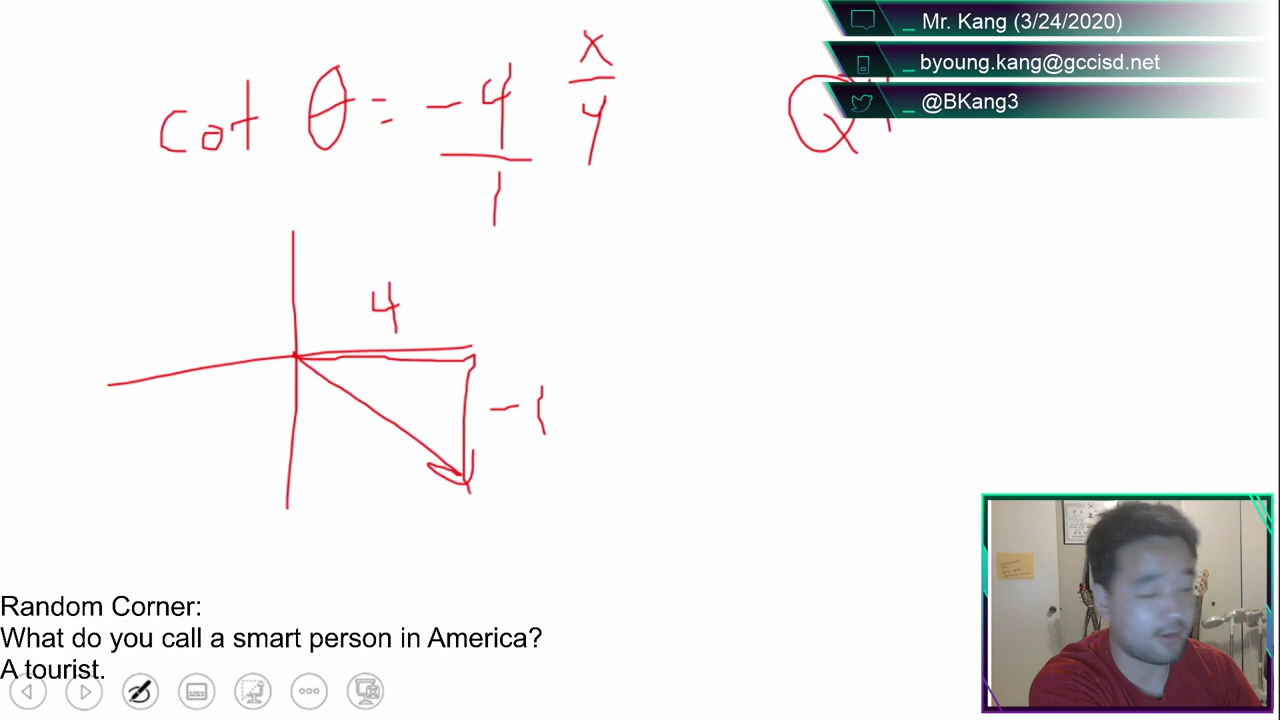 _ Mr. Kang (3/24/2020)
_ byoung.kang@gccisd.net
_ @BKang3
cot θ = -4/1 x/y
Q
4
-1
Random Corner:
What do you call a smart person in America?
A tourist.